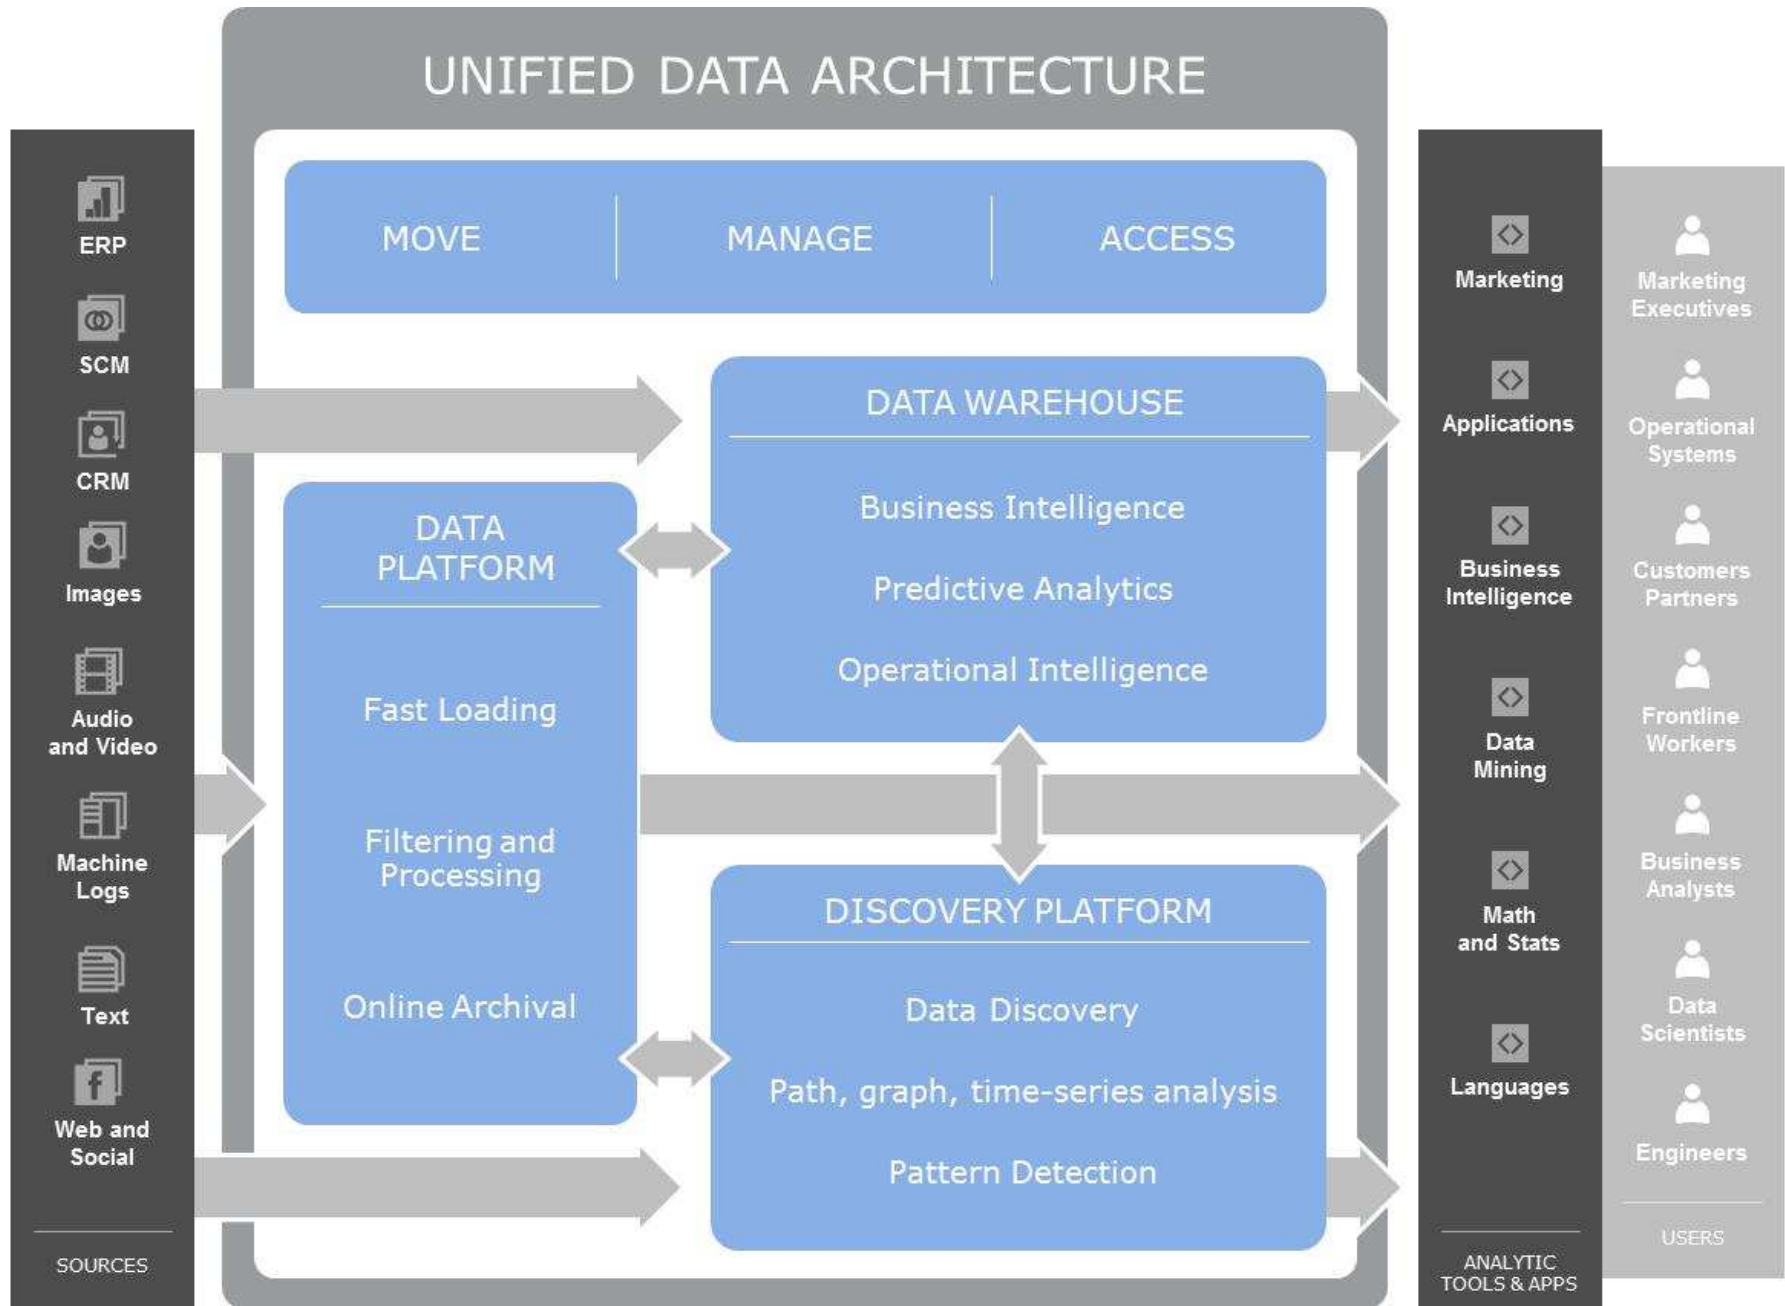 UNIFIED DATA ARCHITECTURE
ERP
SCM
CRM
Images
Audio
and Video
Machine
Logs
Text
Web and
Social
SOURCES
MOVE
MANAGE
ACCESS
DATA
PLATFORM
Fast Loading
Filtering and
Processing
Online Archival
DATA WAREHOUSE
Business Intelligence
Predictive Analytics
Operational Intelligence
DISCOVERY PLATFORM
Data Discovery
Path, graph, time-series analysis
Pattern Detection
Marketing
Applications
Business
Intelligence
Data
Mining
Math
and Stats
Languages
ANALYTIC
TOOLS & APPS
Marketing
Executives
Operational
Systems
Customers
Partners
Frontline
Workers
Business
Analysts
Data
Scientists
Engineers
USERS